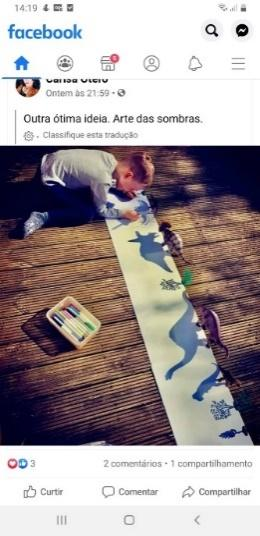 14:19
facebook
5
Carisa Otero
Ontem às 21:59
Outra ótima ideia. Arte das sombras.
Classifique esta tradução
3
2 comentários • 1 compartilhamento
Curtir
Comentar
Compartilhar